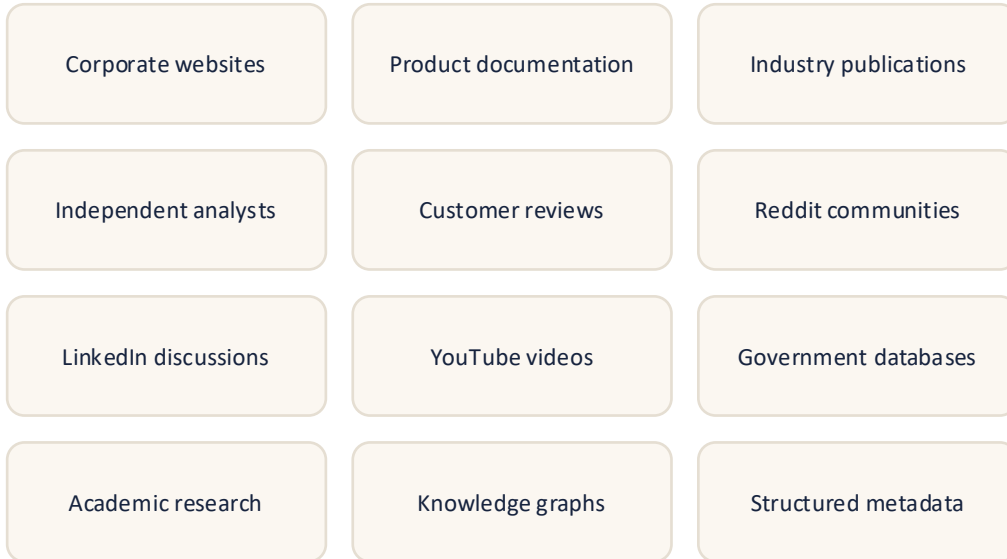 Corporate websites
Product documentation
Industry publications
Independent analysts
Customer reviews
Reddit communities
LinkedIn discussions
YouTube videos
Government databases
Academic research
Knowledge graphs
Structured metadata